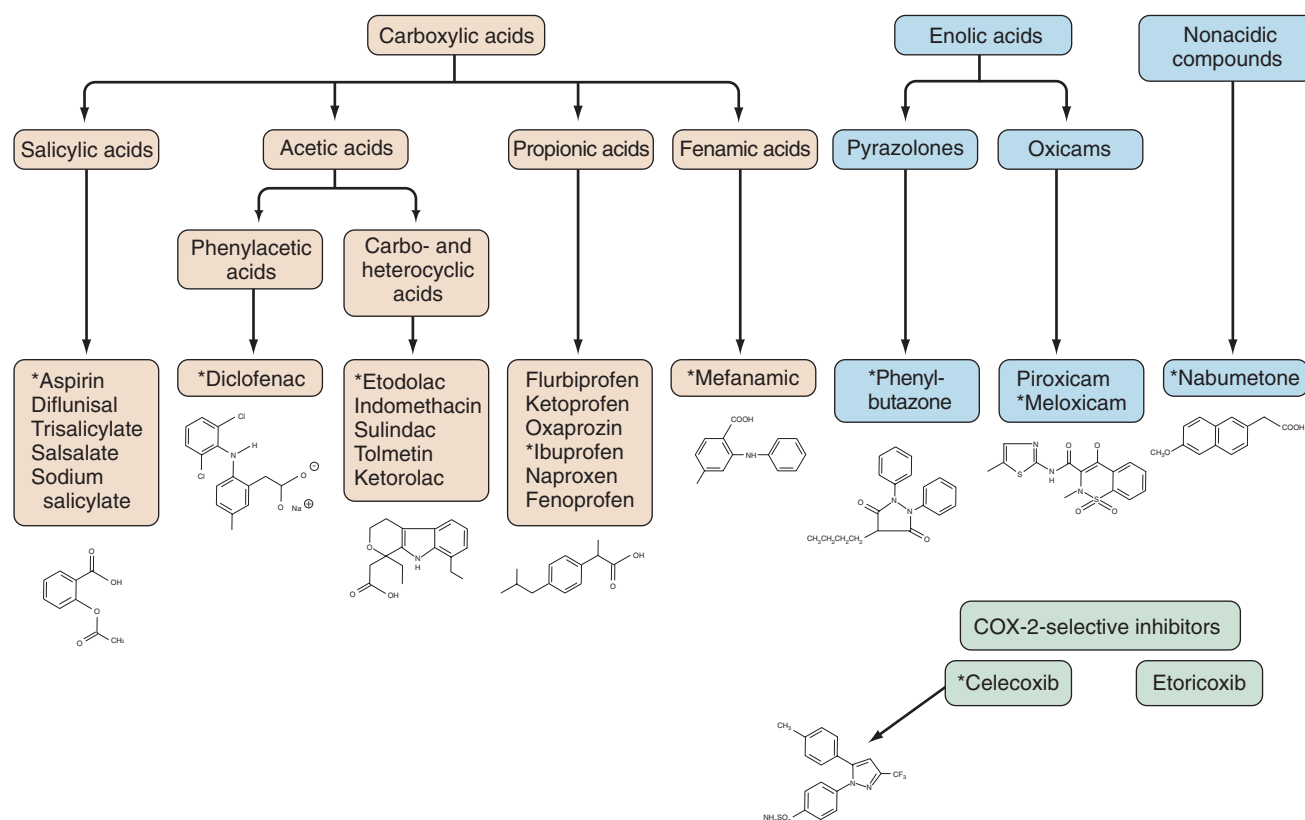 Carboxylic acids
Enolic acids
Nonacidic
compounds
Salicylic acids
Acetic acids
Propionic acids
Fenamic acids
Pyrazolones
Oxicams
Phenylacetic
acids
Carbo- and
heterocyclic
acids
*Aspirin
Diflunisal
Trisalicylate
Salsalate
Sodium
salicylate
*Diclofenac
*Etodolac
Indomethacin
Sulindac
Tolmetin
Ketorolac
Flurbiprofen
Ketoprofen
Oxaprozin
*Ibuprofen
Naproxen
Fenoprofen
*Mefanamic
*Phenyl-
butazone
Piroxicam
*Meloxicam
*Nabumetone
O
OH
O
O
CH₃
Cl
Cl
N
H
O
⊖
O
Na ⊕
O
N
H
O
OH
OH
O
COOH
NH
N
N
O
O
CH₃CH₂CH₂CH₂
N
S
N
H
O
O
N
S
O
O
CH₃O
COOH
COX-2-selective inhibitors
*Celecoxib
Etoricoxib
CH₃
N
N
CF₃
NH₂SO₂